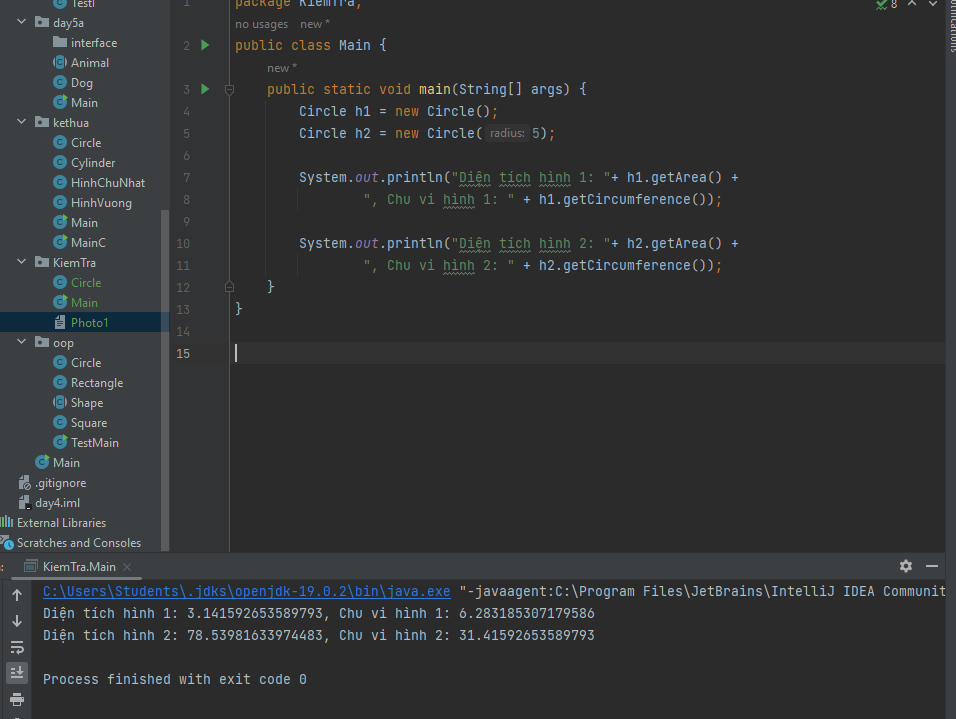 Test1
day5a
interface
Animal
Dog
Main
kethua
Circle
Cylinder
HinhChuNhat
HinhVuong
Main
MainC
KiemTra
Circle
Main
Photo1
oop
Circle
Rectangle
Shape
Square
TestMain
Main
.gitignore
day4.iml
External Libraries
Scratches and Consoles
8
1 package KiemTra;
no usages new *
2 public class Main {
new *
3 public static void main(String[] args) {
4 Circle h1 = new Circle();
5 Circle h2 = new Circle( radius: 5);
6
7 System.out.println("Diện tích hình 1: "+ h1.getArea() +
8 ", Chu vi hình 1: " + h1.getCircumference());
9
10 System.out.println("Diện tích hình 2: "+ h2.getArea() +
11 ", Chu vi hình 2: " + h2.getCircumference());
12 }
13 }
14
15
KiemTra.Main
C:\Users\Students\.jdks\openjdk-19.0.2\bin\java.exe "-javaagent:C:\Program Files\JetBrains\IntelliJ IDEA Communit
Diện tích hình 1: 3.141592653589793, Chu vi hình 1: 6.283185307179586
Diện tích hình 2: 78.53981633974483, Chu vi hình 2: 31.41592653589793
Process finished with exit code 0